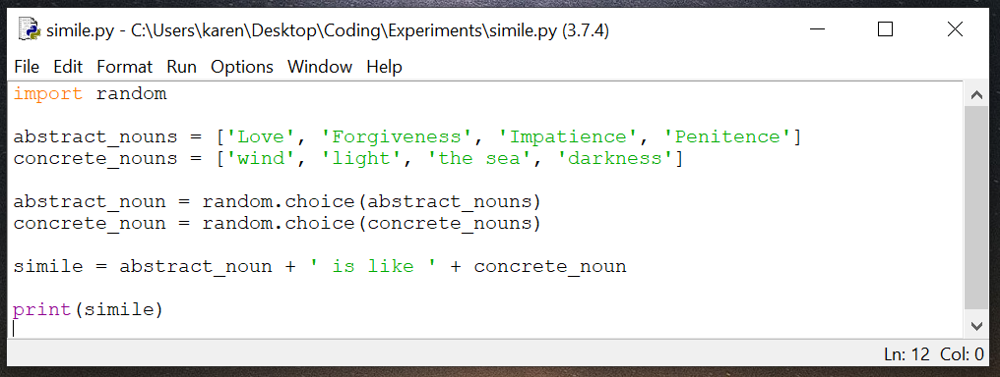 simile.py - C:\Users\karen\Desktop\Coding\Experiments\simile.py (3.7.4)
File Edit Format Run Options Window Help
import random
abstract_nouns = ['Love', 'Forgiveness', 'Impatience', 'Penitence']
concrete_nouns = ['wind', 'light', 'the sea', 'darkness']
abstract_noun = random.choice(abstract_nouns)
concrete_noun = random.choice(concrete_nouns)
simile = abstract_noun + ' is like ' + concrete_noun
print(simile)
Ln: 12 Col: 0